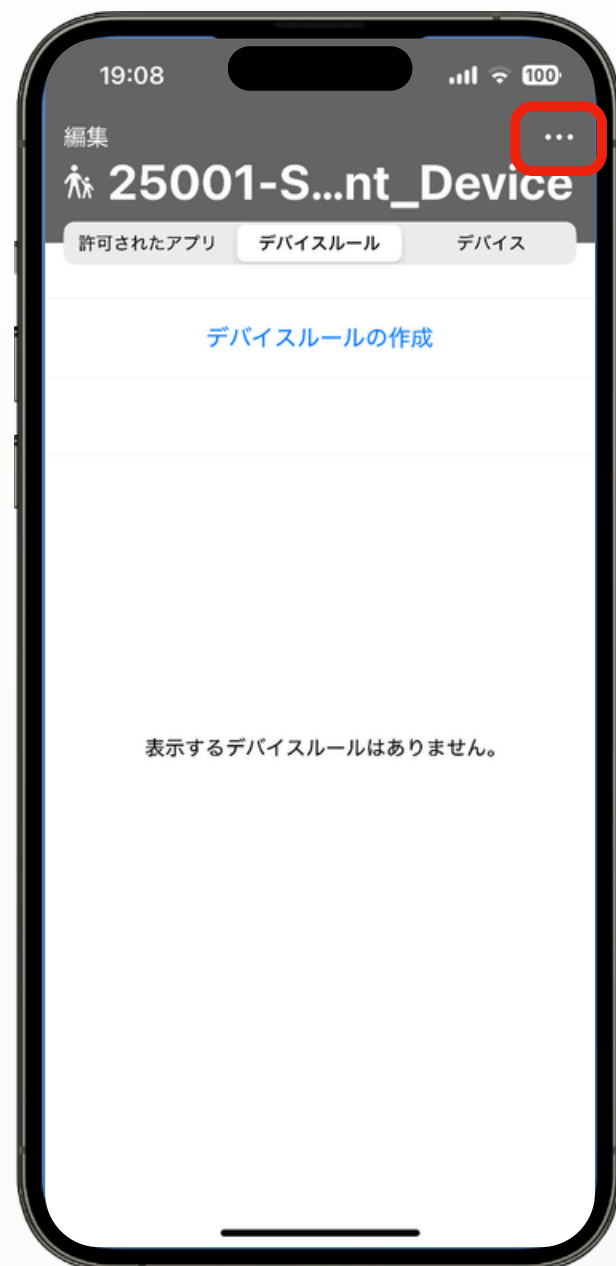 19:08
100
編集
...
25001-S...nt_Device
許可されたアプリ
デバイスルール
デバイス
デバイスルールの作成
表示するデバイスルールはありません。